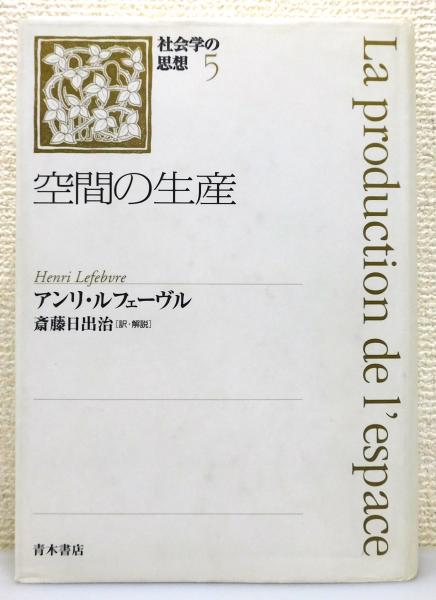 社会学の
思想 5
空間の生産
Henri Lefebvre
アンリ・ルフェーヴル
斎藤日出治[訳・解説]
青木書店
La production de l'espace